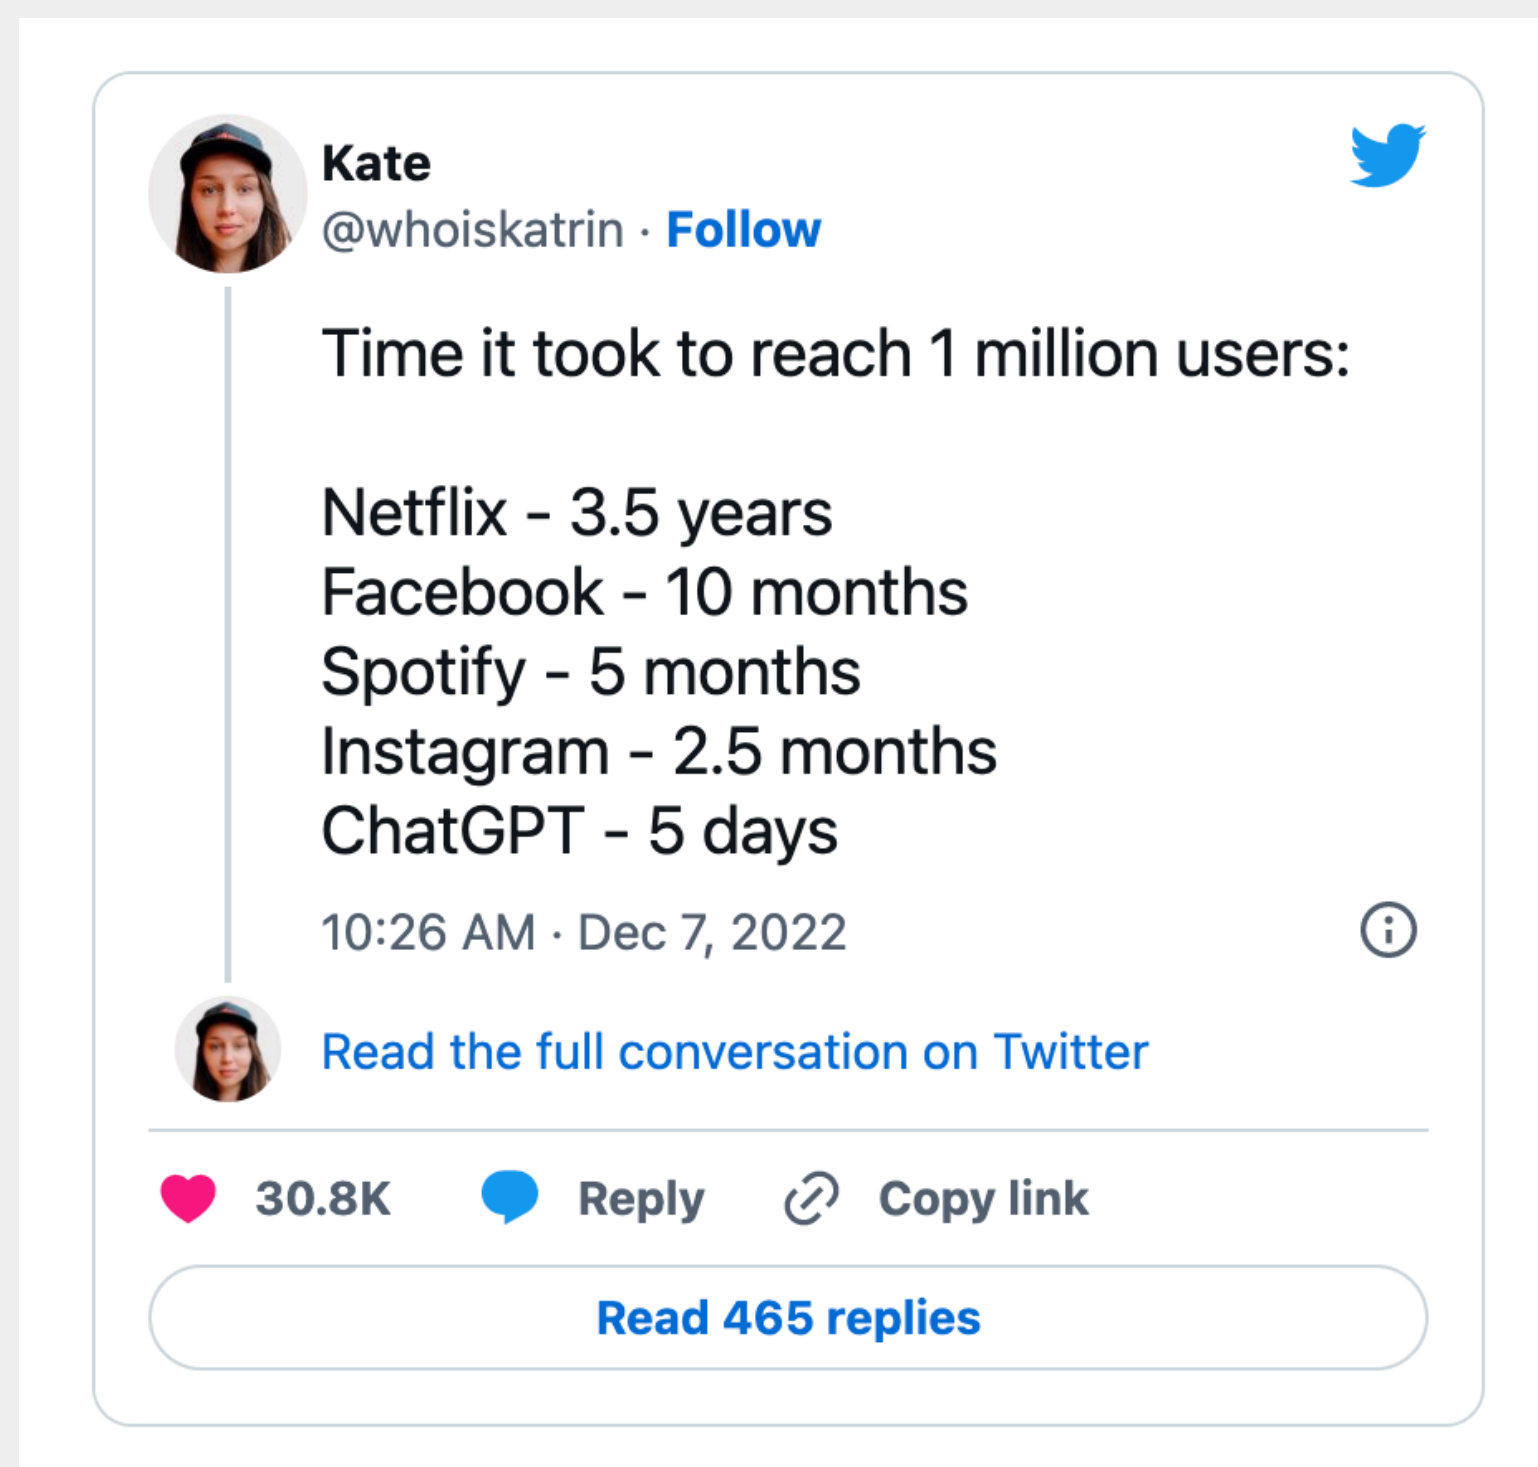 Kate
@whoiskatrin · Follow
Time it took to reach 1 million users:
Netflix - 3.5 years
Facebook - 10 months
Spotify - 5 months
Instagram - 2.5 months
ChatGPT - 5 days
10:26 AM · Dec 7, 2022
Read the full conversation on Twitter
30.8K Reply Copy link
Read 465 replies